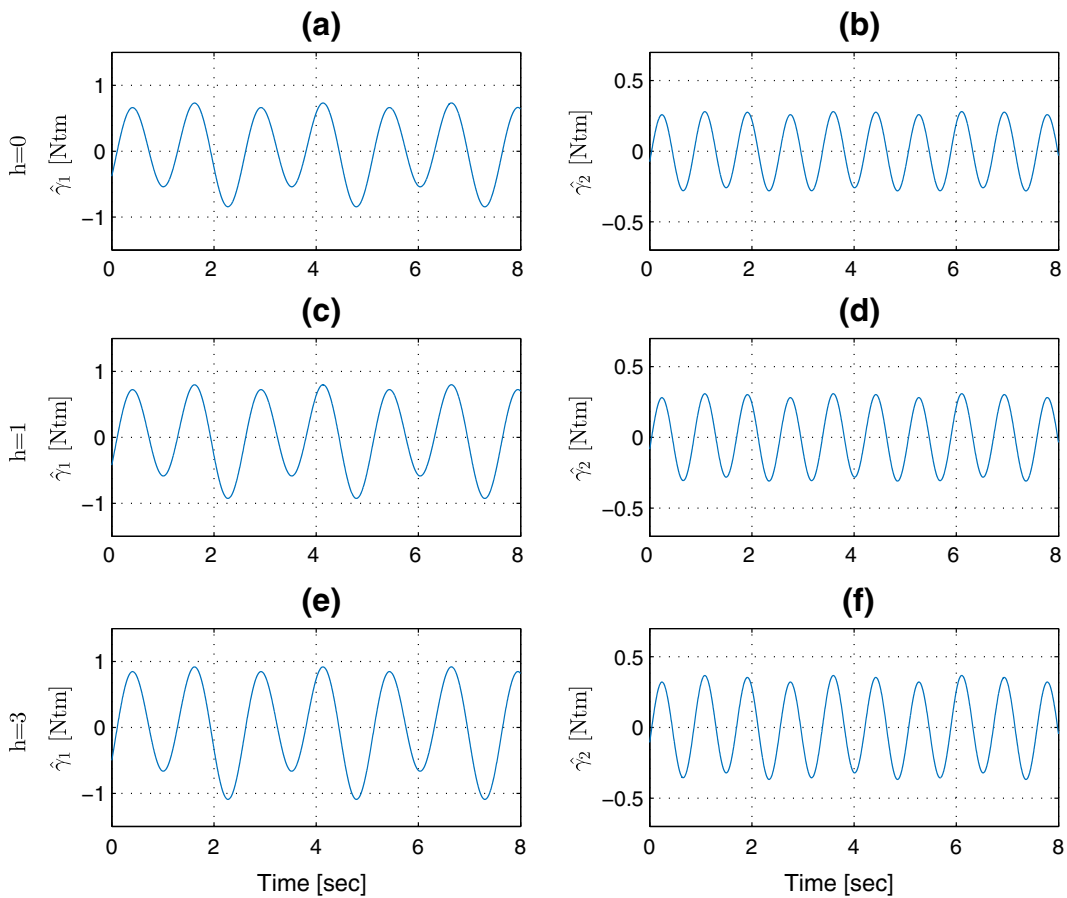 (a)
h=0
γ̂₁ [Ntm
1
0
−1
0 2 4 6 8
(b)
γ̂₂ [Ntm]
0.5
0
−0.5
0 2 4 6 8
(c)
h=1
γ̂₁ [Ntm]
1
0
−1
0 2 4 6 8
(d)
γ̂₂ [Ntm]
0.5
0
−0.5
0 2 4 6 8
(e)
h=3
γ̂₁ [Ntm]
1
0
−1
0 2 4 6 8
Time [sec]
(f)
γ̂₂ [Ntm]
0.5
0
−0.5
0 2 4 6 8
Time [sec]